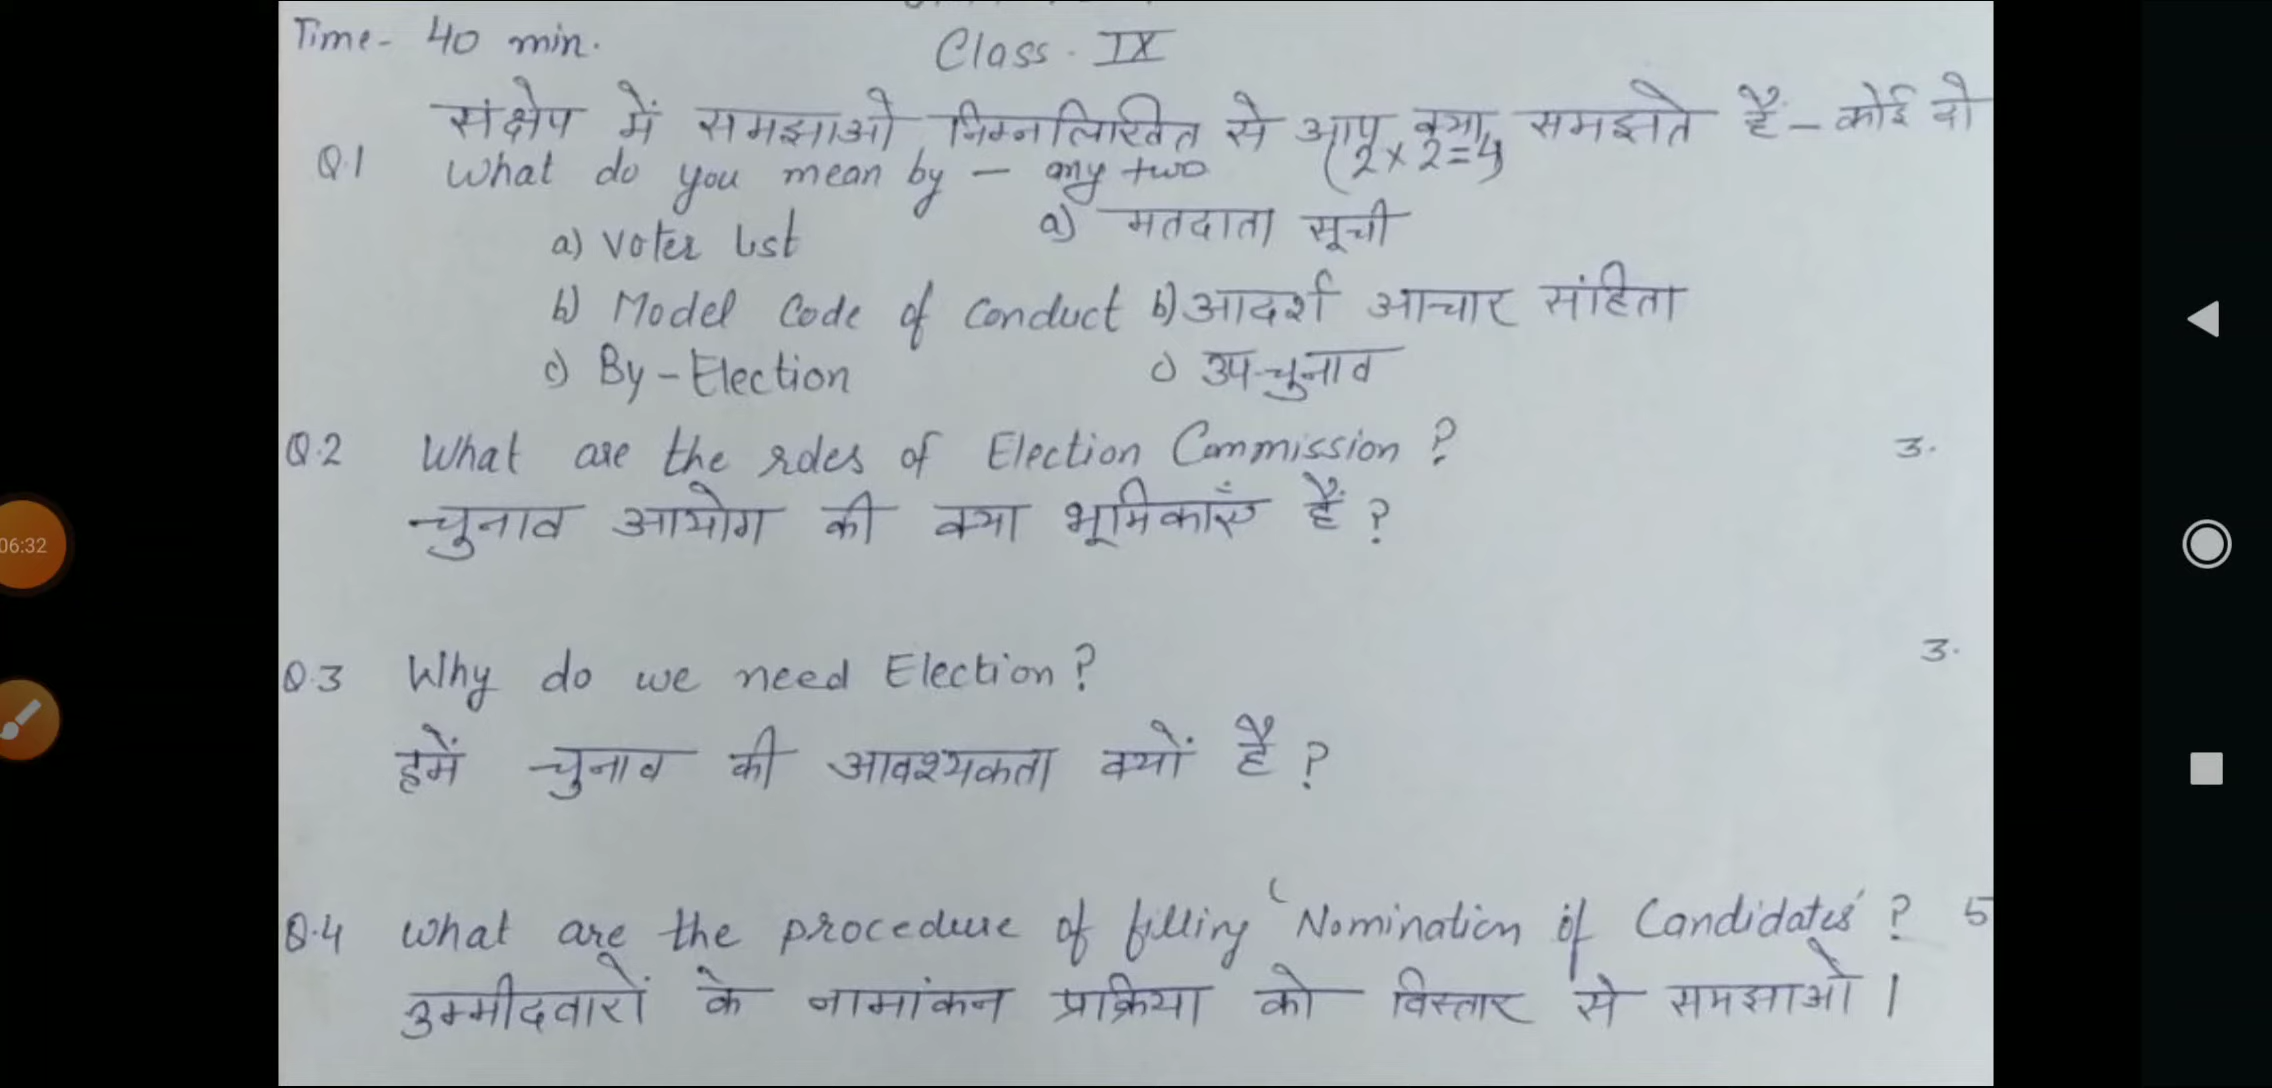 Time- 40 min.
Class - IX
संक्षेप में समझाओ निम्नलिखित से आप क्या समझते हैं - कोई दो
Q.1 What do you mean by - any two (2x2=4)
a) Voter list a) मतदाता सूची
b) Model Code of Conduct b) आदर्श आचार संहिता
c) By-Election c) उप-चुनाव
Q.2 What are the roles of Election Commission? 3.
चुनाव आयोग की क्या भूमिकाएँ हैं?
06:32
Q.3 Why do we need Election? 3.
हमें चुनाव की आवश्यकता क्यों है?
Q.4 What are the procedure of filling 'Nomination of Candidates'? 5
उम्मीदवारों के नामांकन प्रक्रिया को विस्तार से समझाओ।